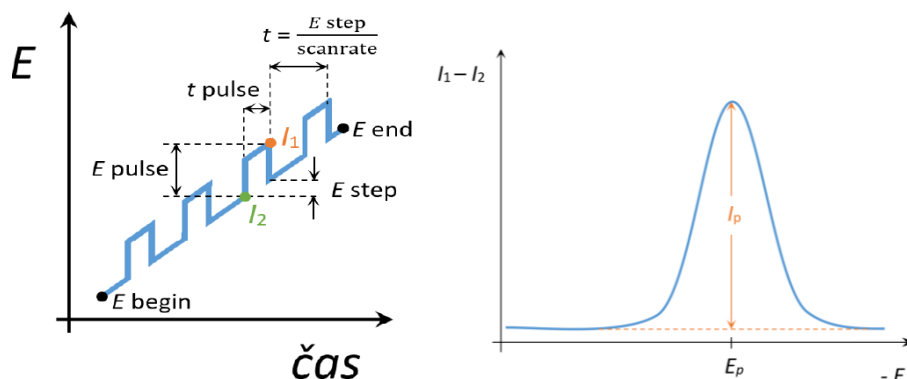 E
t = E step / scanrate
t pulse
I₁
E end
E pulse
E step
I₂
E begin
čas
I₁ – I₂
Iₚ
Eₚ
- E